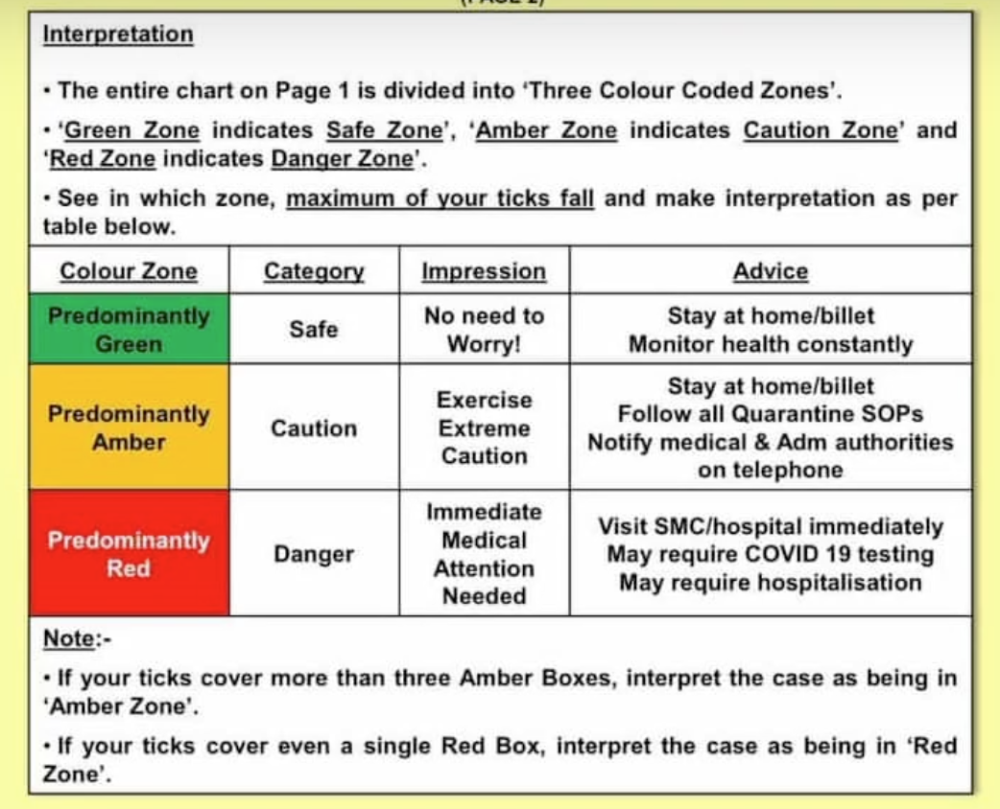 (PAGE 2)
Interpretation
• The entire chart on Page 1 is divided into ‘Three Colour Coded Zones’.
• ‘Green Zone indicates Safe Zone’, ‘Amber Zone indicates Caution Zone’ and
‘Red Zone indicates Danger Zone’.
• See in which zone, maximum of your ticks fall and make interpretation as per
table below.
Colour Zone Category Impression Advice
Predominantly
Green
Safe
No need to
Worry!
Stay at home/billet
Monitor health constantly
Predominantly
Amber
Caution
Exercise
Extreme
Caution
Stay at home/billet
Follow all Quarantine SOPs
Notify medical & Adm authorities
on telephone
Predominantly
Red
Danger
Immediate
Medical
Attention
Needed
Visit SMC/hospital immediately
May require COVID 19 testing
May require hospitalisation
Note:-
• If your ticks cover more than three Amber Boxes, interpret the case as being in
‘Amber Zone’.
• If your ticks cover even a single Red Box, interpret the case as being in ‘Red
Zone’.